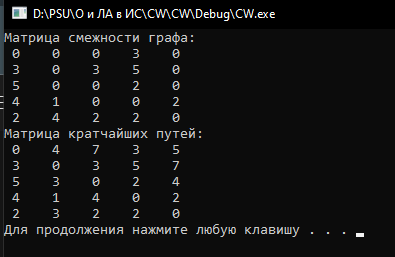 D:\PSU\О и ЛА в ИС\CW\CW\Debug\CW.exe
Матрица смежности графа:
0 0 0 3 0
3 0 3 5 0
5 0 0 2 0
4 1 0 0 2
2 4 2 2 0
Матрица кратчайших путей:
0 4 7 3 5
3 0 3 5 7
5 3 0 2 4
4 1 4 0 2
2 3 2 2 0
Для продолжения нажмите любую клавишу . . .